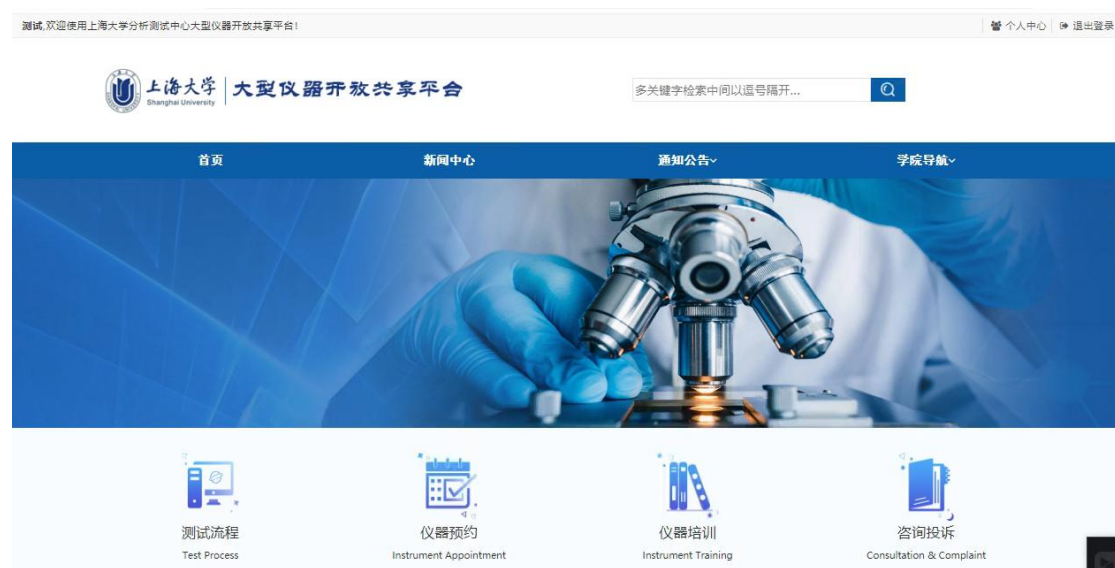 测试,欢迎使用上海大学分析测试中心大型仪器开放共享平台!
个人中心 退出登录
上海大学 大型仪器开放共享平台
Shanghai University
多关键字检索中间以逗号隔开...
首页 新闻中心 通知公告 学院导航
测试流程 仪器预约 仪器培训 咨询投诉
Test Process Instrument Appointment Instrument Training Consultation & Complaint